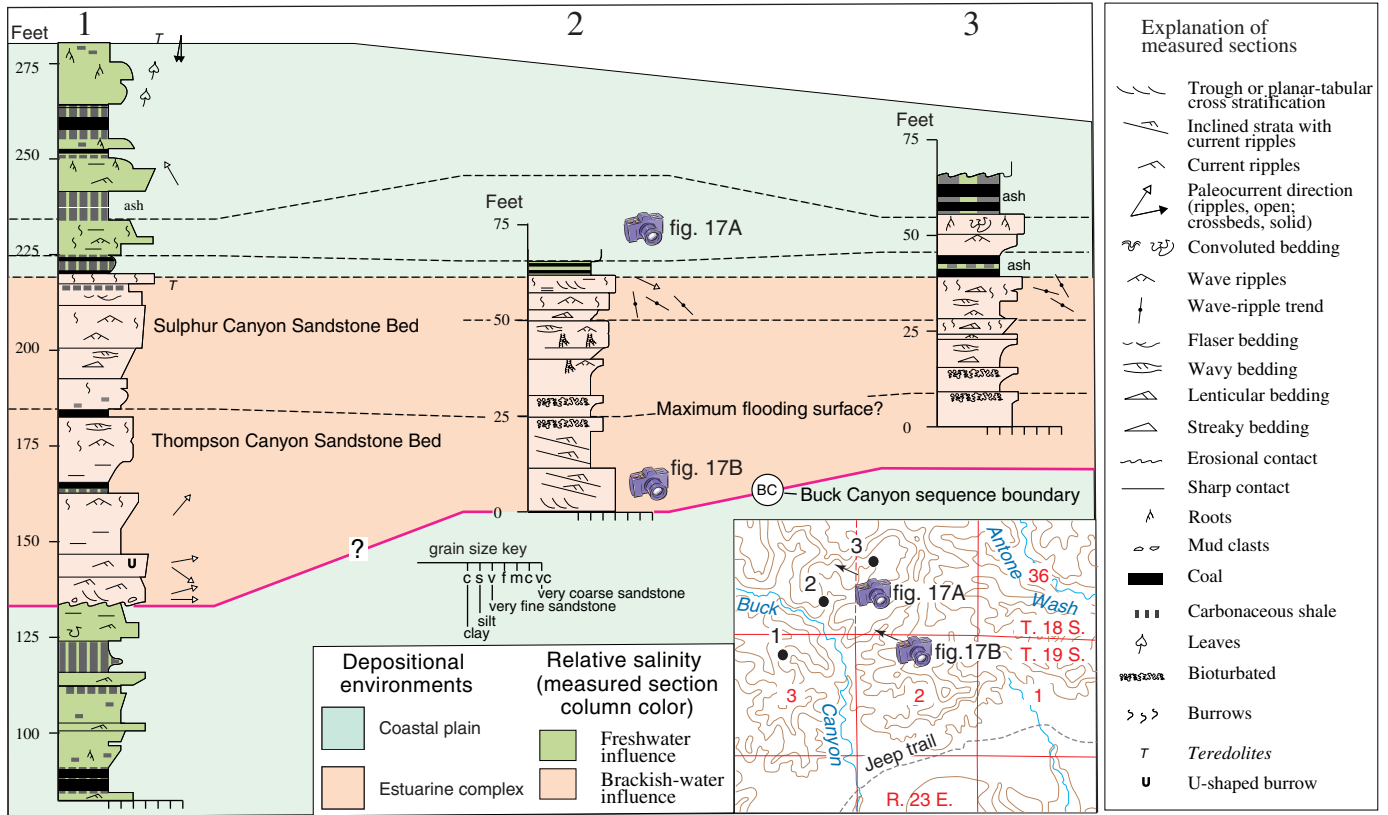 1
2
3
Feet
275
250
225
200
175
150
125
100
T
ash
T
Feet
75
50
25
0
Feet
75
50
25
0
ash
ash
fig. 17A
fig. 17B
Sulphur Canyon Sandstone Bed
Thompson Canyon Sandstone Bed
Maximum flooding surface?
BC
Buck Canyon sequence boundary
?
U
grain size key
c s v f m c vc
very coarse sandstone
very fine sandstone
silt
clay
Depositional
environments
Coastal plain
Estuarine complex
Relative salinity
(measured section
column color)
Freshwater
influence
Brackish-water
influence
3
2
1
Buck
Canyon
Antone
Wash
36
fig. 17A
T. 18 S.
T. 19 S.
fig.17B
3
2
1
Jeep trail
R. 23 E.
Explanation of
measured sections
Trough or planar-tabular
cross stratification
Inclined strata with
current ripples
Current ripples
Paleocurrent direction
(ripples, open;
crossbeds, solid)
Convoluted bedding
Wave ripples
Wave-ripple trend
Flaser bedding
Wavy bedding
Lenticular bedding
Streaky bedding
Erosional contact
Sharp contact
Roots
Mud clasts
Coal
Carbonaceous shale
Leaves
Bioturbated
Burrows
T Teredolites
U U-shaped burrow